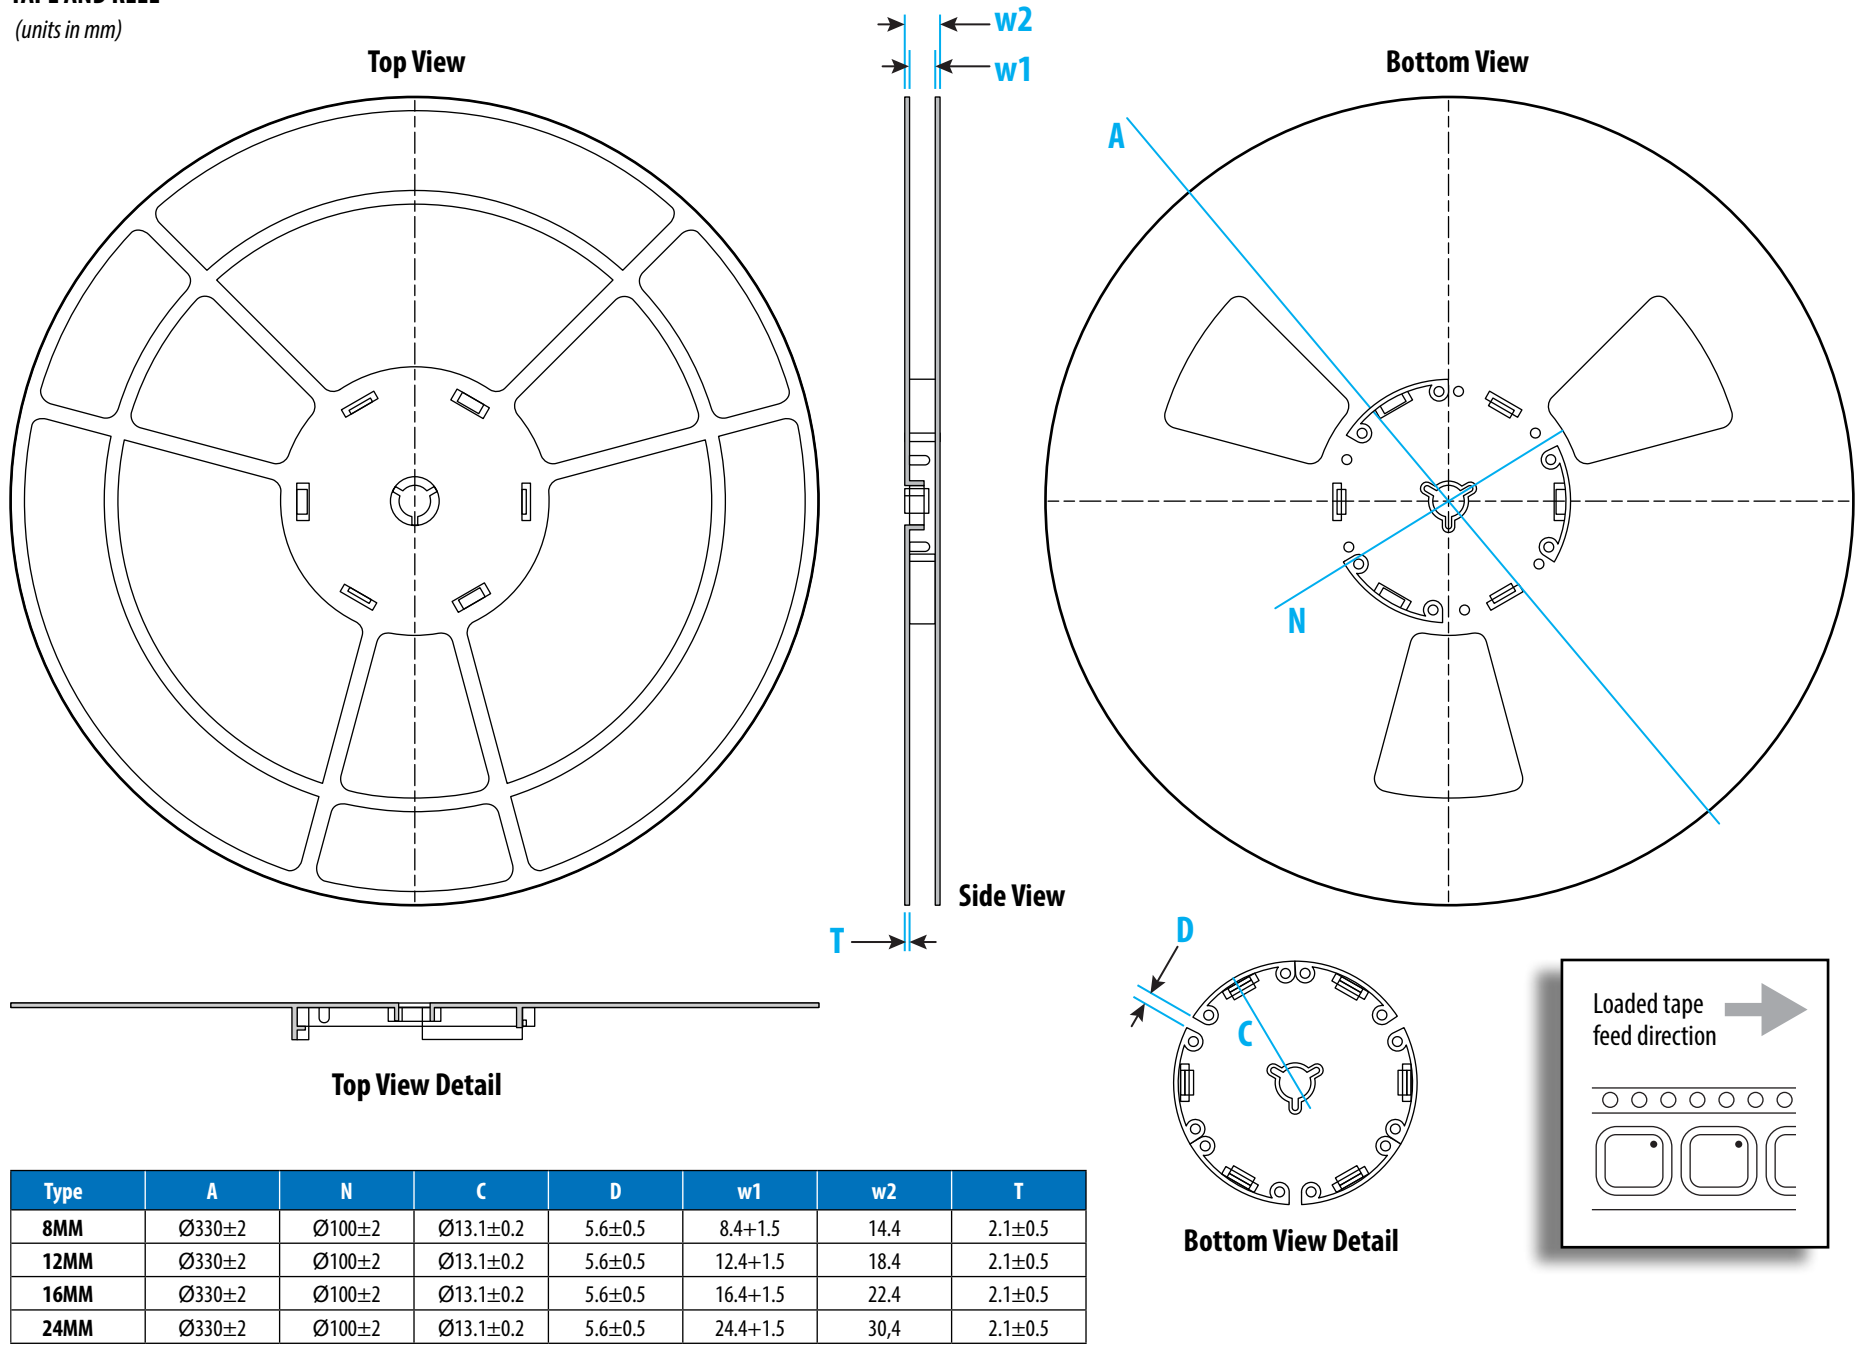 TAPE AND REEL
(units in mm)
Top View
w2
w1
Bottom View
A
N
Side View
T
D
C
Loaded tape
feed direction
Top View Detail
Bottom View Detail
Type A N C D w1 w2 T
8MM Ø330±2 Ø100±2 Ø13.1±0.2 5.6±0.5 8.4+1.5 14.4 2.1±0.5
12MM Ø330±2 Ø100±2 Ø13.1±0.2 5.6±0.5 12.4+1.5 18.4 2.1±0.5
16MM Ø330±2 Ø100±2 Ø13.1±0.2 5.6±0.5 16.4+1.5 22.4 2.1±0.5
24MM Ø330±2 Ø100±2 Ø13.1±0.2 5.6±0.5 24.4+1.5 30,4 2.1±0.5